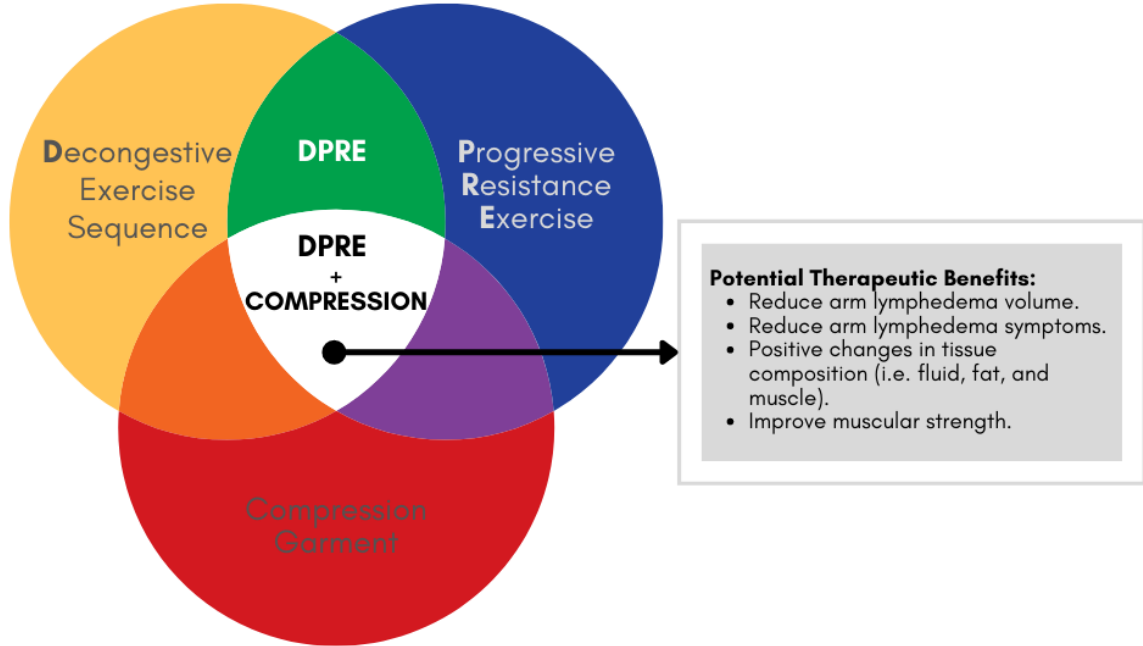 Decongestive
Exercise
Sequence
DPRE
Progressive
Resistance
Exercise
DPRE
+
COMPRESSION
Compression
Garment
Potential Therapeutic Benefits:
• Reduce arm lymphedema volume.
• Reduce arm lymphedema symptoms.
• Positive changes in tissue
composition (i.e. fluid, fat, and
muscle).
• Improve muscular strength.